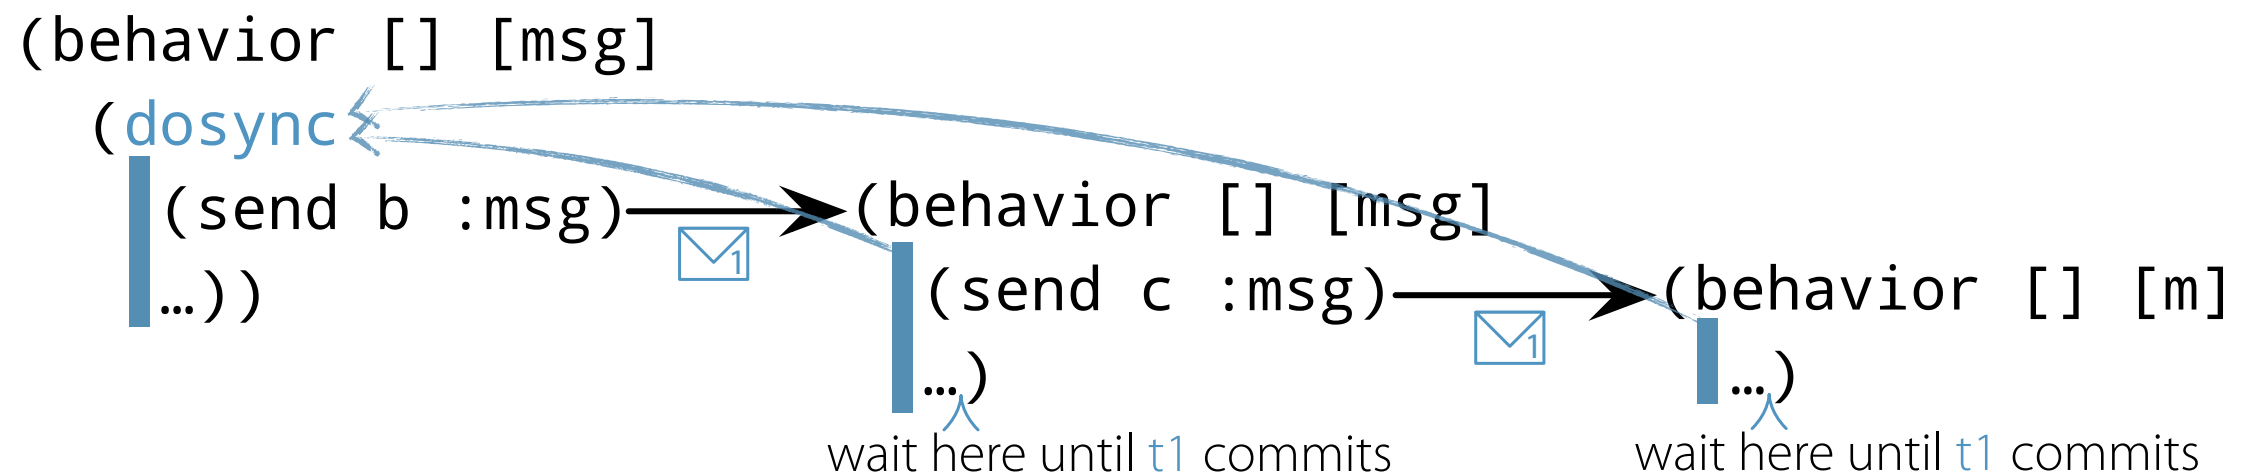 (behavior [] [msg]
(dosync
(send b :msg)
1
…))
(behavior [] [msg]
(send c :msg)
1
…)
wait here until t1 commits
(behavior [] [m]
…)
wait here until t1 commits